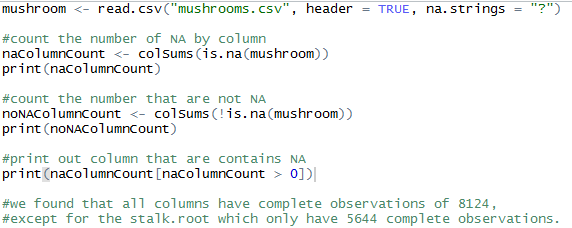 mushroom <- read.csv("mushrooms.csv", header = TRUE, na.strings = "?")
#count the number of NA by column
naColumnCount <- colSums(is.na(mushroom))
print(naColumnCount)
#count the number that are not NA
noNAColumnCount <- colSums(!is.na(mushroom))
print(noNAColumnCount)
#print out column that are contains NA
print(naColumnCount[naColumnCount > 0])
#we found that all columns have complete observations of 8124,
#except for the stalk.root which only have 5644 complete observations.